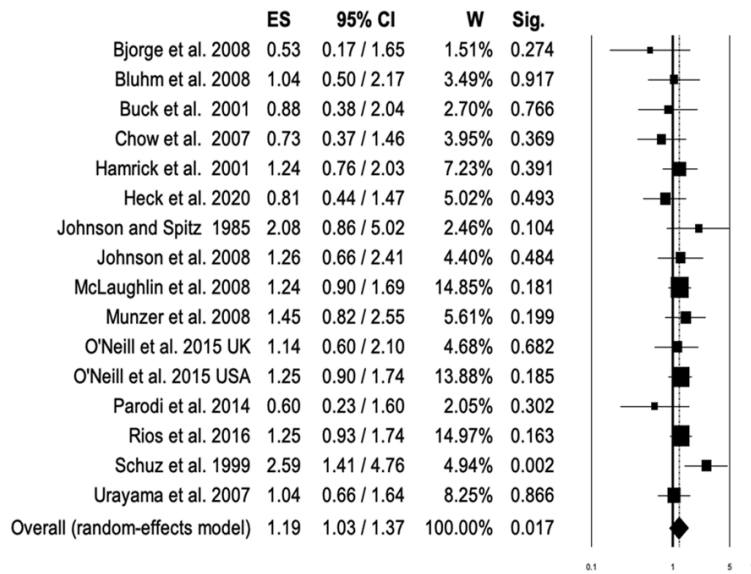 ES 95% CI W Sig.
Bjorge et al. 2008 0.53 0.17 / 1.65 1.51% 0.274
Bluhm et al. 2008 1.04 0.50 / 2.17 3.49% 0.917
Buck et al. 2001 0.88 0.38 / 2.04 2.70% 0.766
Chow et al. 2007 0.73 0.37 / 1.46 3.95% 0.369
Hamrick et al. 2001 1.24 0.76 / 2.03 7.23% 0.391
Heck et al. 2020 0.81 0.44 / 1.47 5.02% 0.493
Johnson and Spitz 1985 2.08 0.86 / 5.02 2.46% 0.104
Johnson et al. 2008 1.26 0.66 / 2.41 4.40% 0.484
McLaughlin et al. 2008 1.24 0.90 / 1.69 14.85% 0.181
Munzer et al. 2008 1.45 0.82 / 2.55 5.61% 0.199
O'Neill et al. 2015 UK 1.14 0.60 / 2.10 4.68% 0.682
O'Neill et al. 2015 USA 1.25 0.90 / 1.74 13.88% 0.185
Parodi et al. 2014 0.60 0.23 / 1.60 2.05% 0.302
Rios et al. 2016 1.25 0.93 / 1.74 14.97% 0.163
Schuz et al. 1999 2.59 1.41 / 4.76 4.94% 0.002
Urayama et al. 2007 1.04 0.66 / 1.64 8.25% 0.866
Overall (random-effects model) 1.19 1.03 / 1.37 100.00% 0.017
0.1 1 5